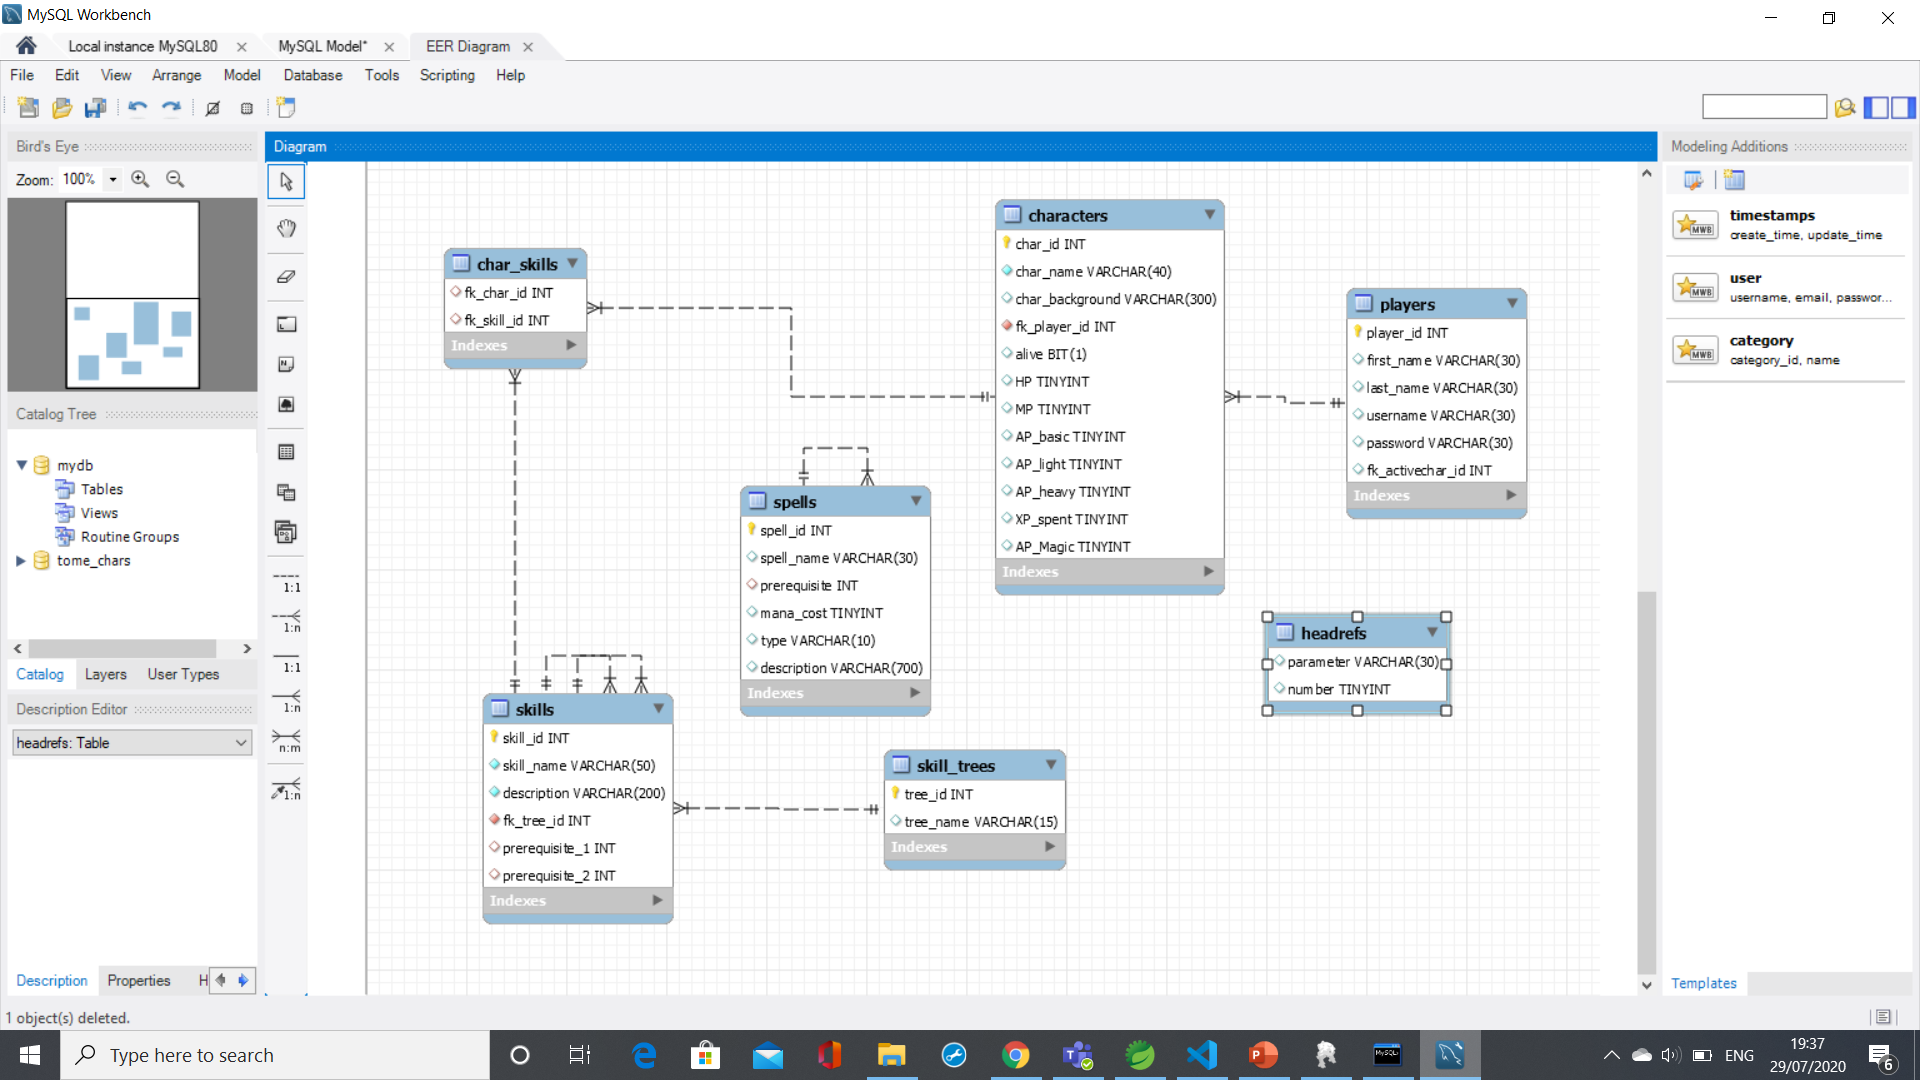 MySQL Workbench
Local instance MySQL80
MySQL Model*
EER Diagram
File Edit View Arrange Model Database Tools Scripting Help
Bird's Eye
Zoom: 100%
Catalog Tree
mydb
Tables
Views
Routine Groups
tome_chars
Catalog Layers User Types
Description Editor
headrefs: Table
Description Properties H
1 object(s) deleted.
Diagram
1:1
1:n
1:1
1:n
n:m
1:n
char_skills
fk_char_id INT
fk_skill_id INT
Indexes
characters
char_id INT
char_name VARCHAR(40)
char_background VARCHAR(300)
fk_player_id INT
alive BIT(1)
HP TINYINT
MP TINYINT
AP_basic TINYINT
AP_light TINYINT
AP_heavy TINYINT
XP_spent TINYINT
AP_Magic TINYINT
Indexes
players
player_id INT
first_name VARCHAR(30)
last_name VARCHAR(30)
username VARCHAR(30)
password VARCHAR(30)
fk_activechar_id INT
Indexes
spells
spell_id INT
spell_name VARCHAR(30)
prerequisite INT
mana_cost TINYINT
type VARCHAR(10)
description VARCHAR(700)
Indexes
headrefs
parameter VARCHAR(30)
number TINYINT
skills
skill_id INT
skill_name VARCHAR(50)
description VARCHAR(200)
fk_tree_id INT
prerequisite_1 INT
prerequisite_2 INT
Indexes
skill_trees
tree_id INT
tree_name VARCHAR(15)
Indexes
Modeling Additions
MWB
timestamps
create_time, update_time
MWB
user
username, email, passwor...
MWB
category
category_id, name
Templates
Type here to search
MySQL
ENG
19:37
29/07/2020
6